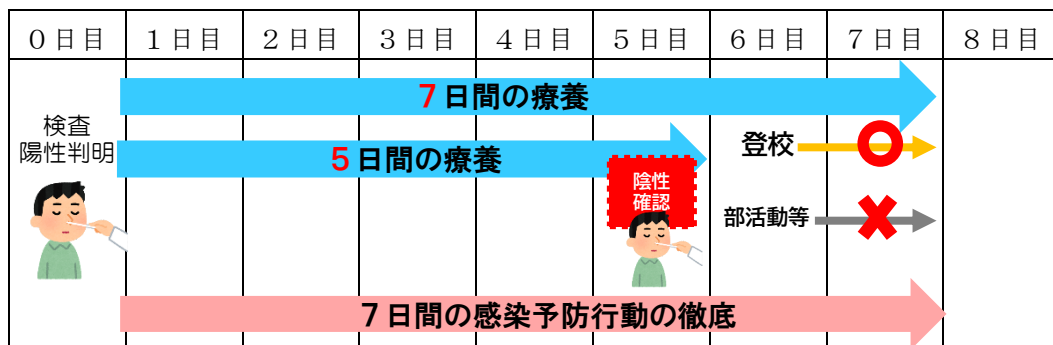 ０日目 １日目 ２日目 ３日目 ４日目 ５日目 ６日目 ７日目 ８日目
７日間の療養
検査
陽性判明
５日間の療養
陰性
確認
登校
部活動等
７日間の感染予防行動の徹底